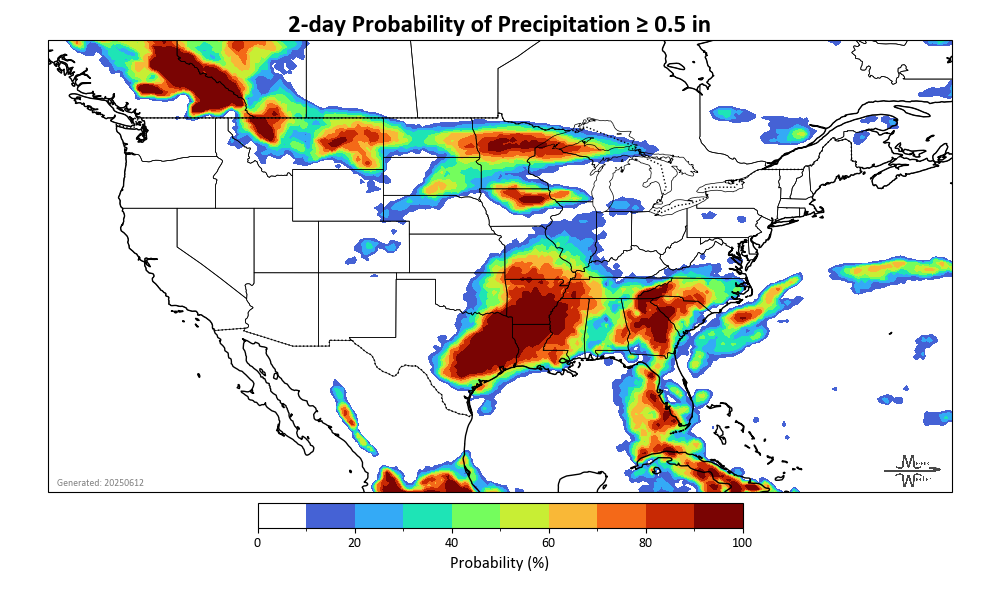 2-day Probability of Precipitation ≥ 0.5 in
Generated: 20250612
0 20 40 60 80 100
Probability (%)